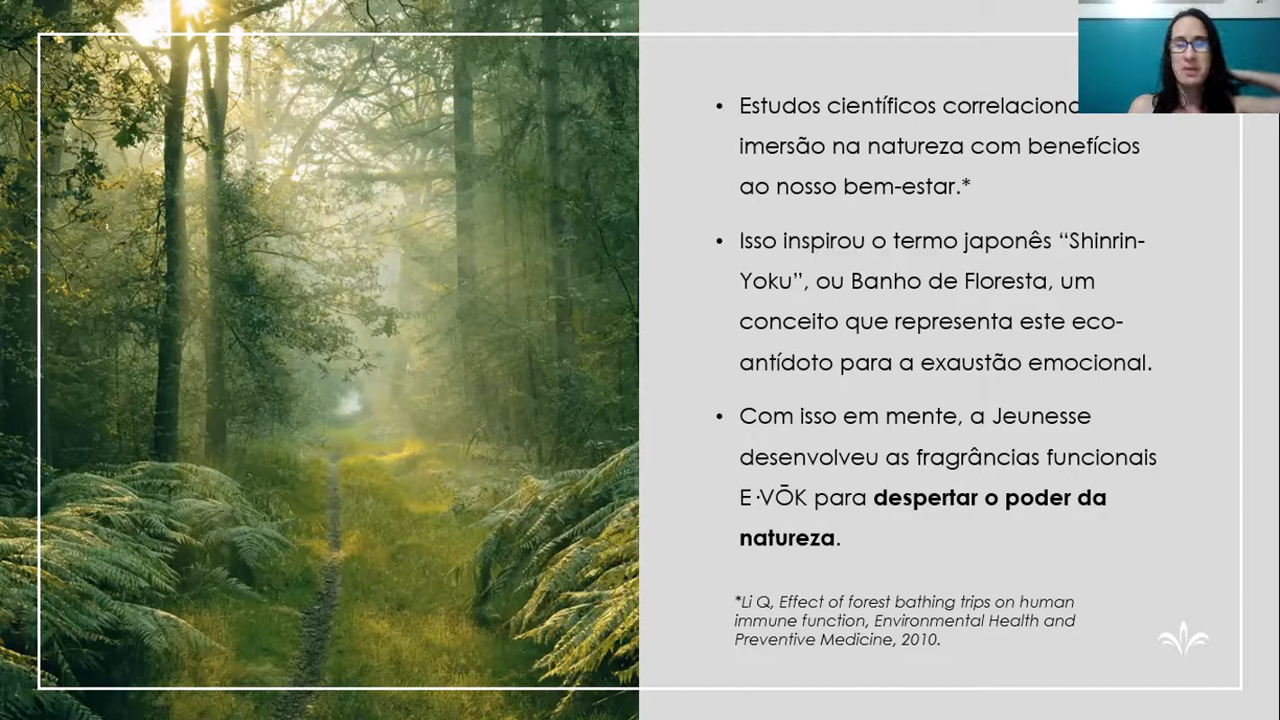 • Estudos científicos
imersão na natureza com benefícios
ao nosso bem-estar.*
• Isso inspirou o termo japonês “Shinrin-
Yoku”, ou Banho de Floresta, um
conceito que representa este eco-
antídoto para a exaustão emocional.
• Com isso em mente, a Jeunesse
desenvolveu as fragrâncias funcionais
E·VŌK para despertar o poder da
natureza.
*Li Q, Effect of forest bathing trips on human
immune function, Environmental Health and
Preventive Medicine, 2010.